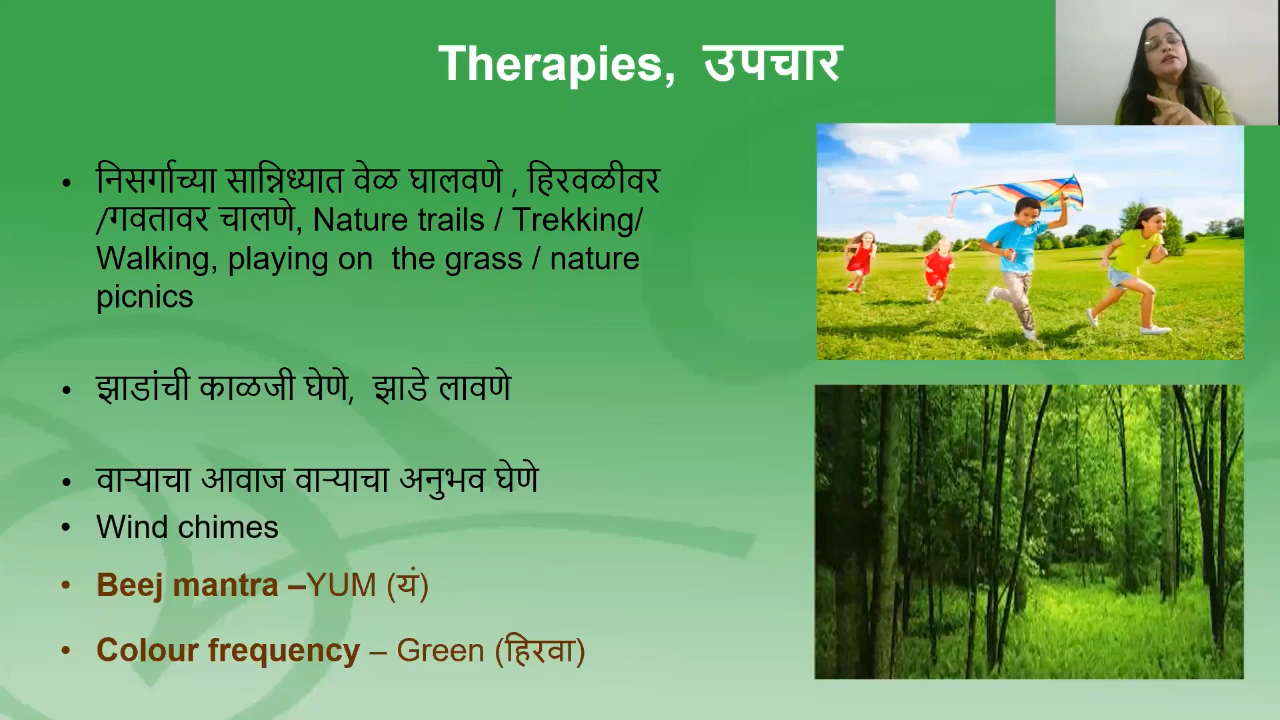 Therapies, उपचार
• निसर्गाच्या सान्निध्यात वेळ घालवणे , हिरवळीवर
/गवतावर चालणे, Nature trails / Trekking/
Walking, playing on the grass / nature
picnics
• झाडांची काळजी घेणे, झाडे लावणे
• वाऱ्याचा आवाज वाऱ्याचा अनुभव घेणे
• Wind chimes
• Beej mantra –YUM (यं)
• Colour frequency – Green (हिरवा)